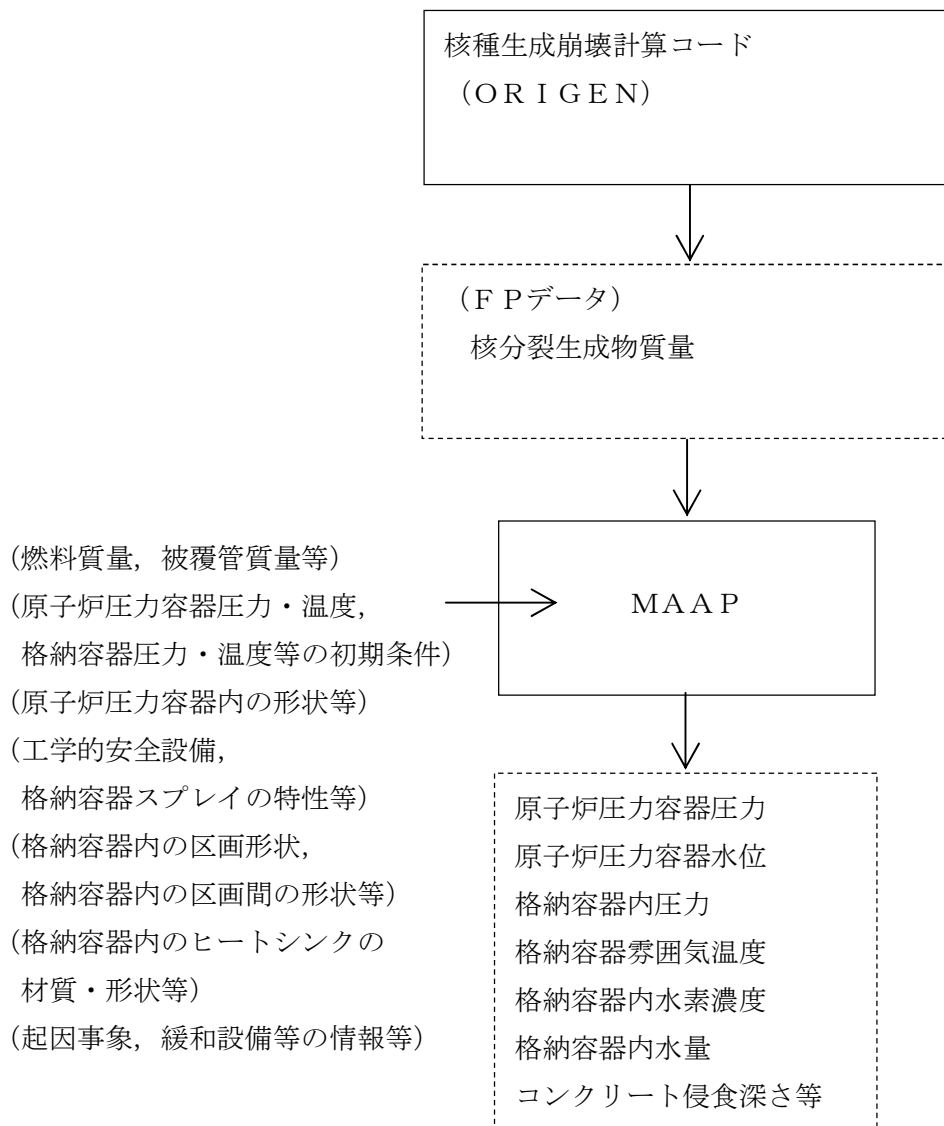 核種生成崩壊計算コード
（ＯＲＩＧＥＮ）
（ＦＰデータ）
核分裂生成物質量
（燃料質量，被覆管質量等）
（原子炉圧力容器圧力・温度，
格納容器圧力・温度等の初期条件）
（原子炉圧力容器内の形状等）
（工学的安全設備，
格納容器スプレイの特性等）
（格納容器内の区画形状，
格納容器内の区画間の形状等）
（格納容器内のヒートシンクの
材質・形状等）
（起因事象，緩和設備等の情報等）
ＭＡＡＰ
原子炉圧力容器圧力
原子炉圧力容器水位
格納容器内圧力
格納容器雰囲気温度
格納容器内水素濃度
格納容器内水量
コンクリート侵食深さ等